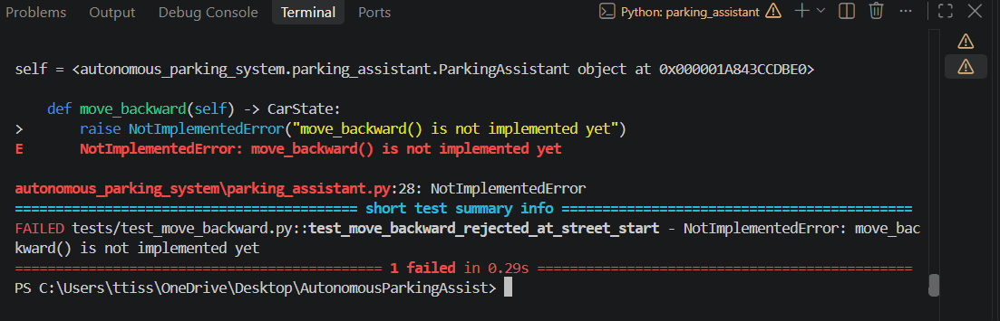 Problems Output Debug Console Terminal Ports Python: parking_assistant
self = <autonomous_parking_system.parking_assistant.ParkingAssistant object at 0x000001A843CCDBE0>
def move_backward(self) -> CarState:
> raise NotImplementedError("move_backward() is not implemented yet")
E NotImplementedError: move_backward() is not implemented yet
autonomous_parking_system\parking_assistant.py:28: NotImplementedError
========================================== short test summary info ===========================================
FAILED tests/test_move_backward.py::test_move_backward_rejected_at_street_start - NotImplementedError: move_bac
kward() is not implemented yet
============================================= 1 failed in 0.29s ==============================================
PS C:\Users\ttiss\OneDrive\Desktop\AutonomousParkingAssist>